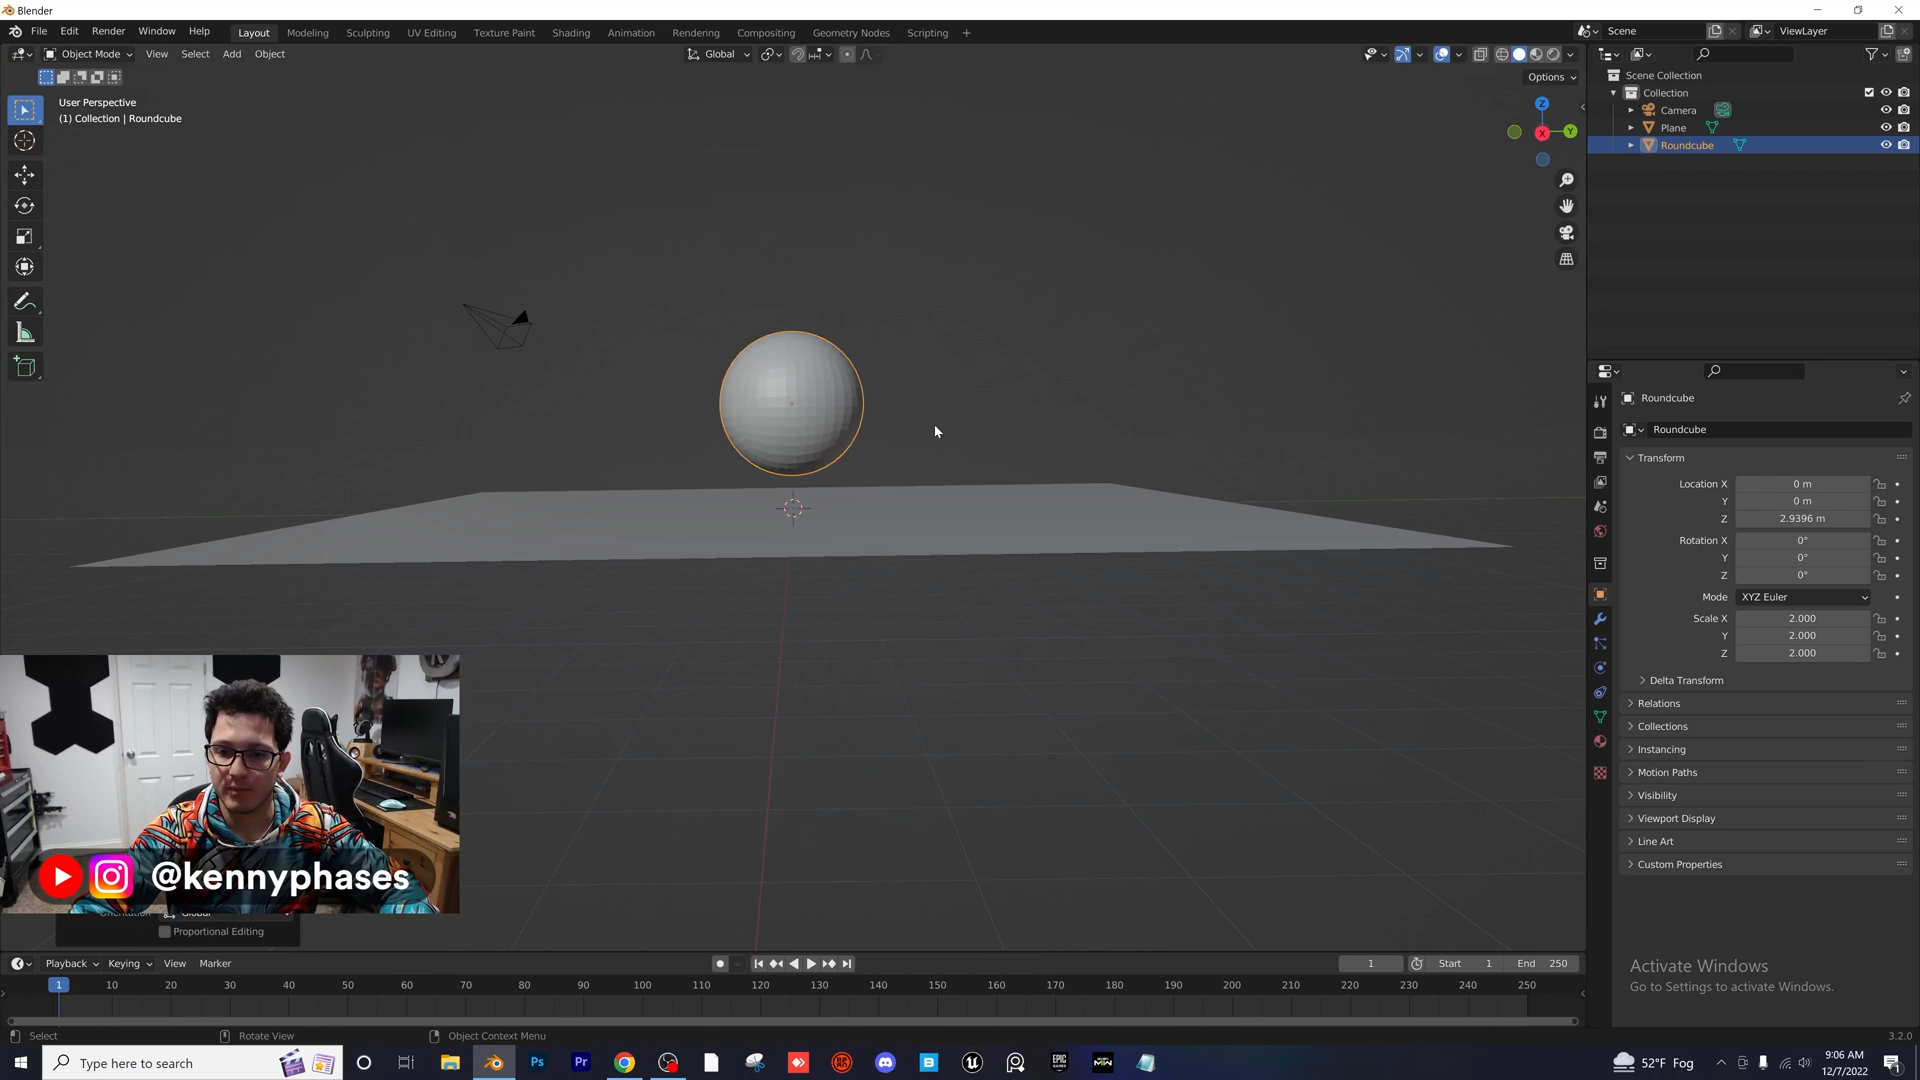 Blender
File Edit Render Window Help
Layout Modeling Sculpting UV Editing Texture Paint Shading Animation Rendering Compositing Geometry Nodes Scripting +
Scene
ViewLayer
Object Mode View Select Add Object
Global
Options
User Perspective
(1) Collection | Roundcube
Z
X
Y
Scene Collection
Collection
Camera
Plane
Roundcube
Roundcube
Roundcube
Transform
Location X 0 m
Y 0 m
Z 2.9396 m
Rotation X 0°
Y 0°
Z 0°
Mode XYZ Euler
Scale X 2.000
Y 2.000
Z 2.000
Delta Transform
Relations
Collections
Instancing
Motion Paths
Visibility
Viewport Display
Line Art
Custom Properties
@kennyphases
Proportional Editing
Playback Keying View Marker
1 Start 1 End 250
1 10 20 30 40 50 60 70 80 90 100 110 120 130 140 150 160 170 180 190 200 210 220 230 240 250
Activate Windows
Go to Settings to activate Windows.
Select Rotate View Object Context Menu
3.2.0
Type here to search
Ps
Pr
52°F Fog
9:06 AM
12/7/2022